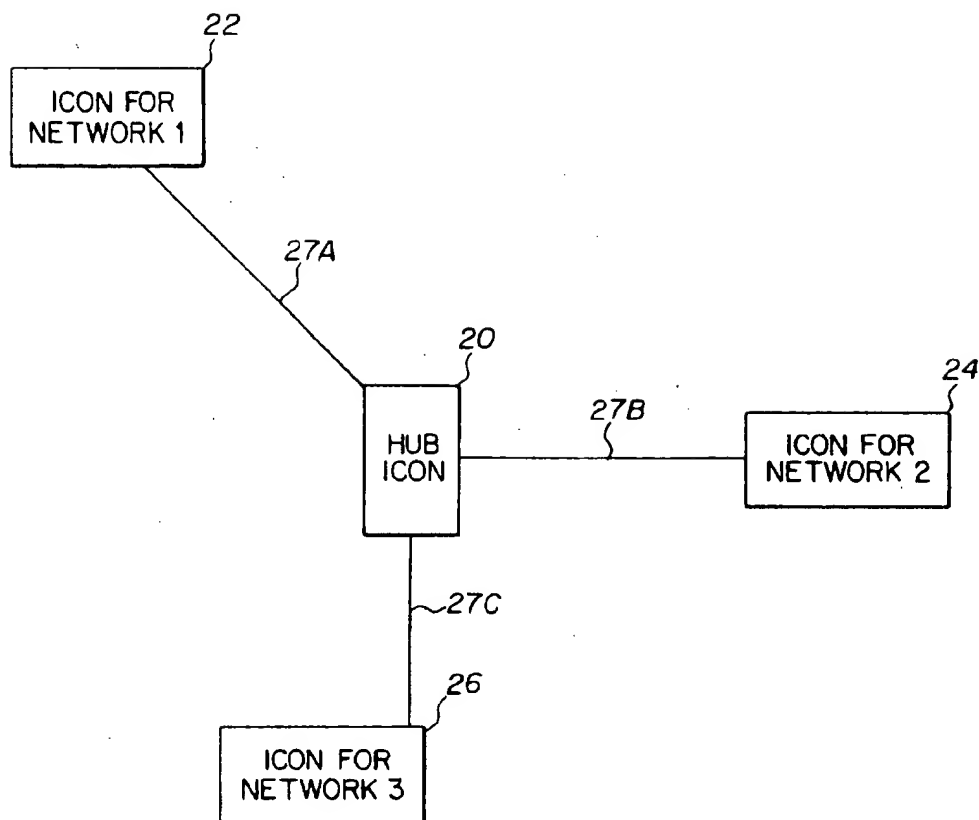 22
ICON FOR
NETWORK 1
27A
20
HUB
ICON
27B
24
ICON FOR
NETWORK 2
27C
26
ICON FOR
NETWORK 3